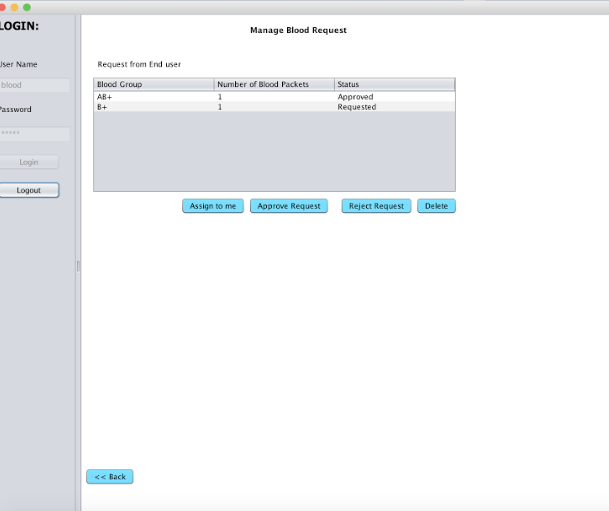 LOGIN:
User Name
blood
Password
*****
Login
Logout
Manage Blood Request
Request from End user
Blood Group Number of Blood Packets Status
AB+ 1 Approved
B+ 1 Requested
Assign to me Approve Request Reject Request Delete
<< Back